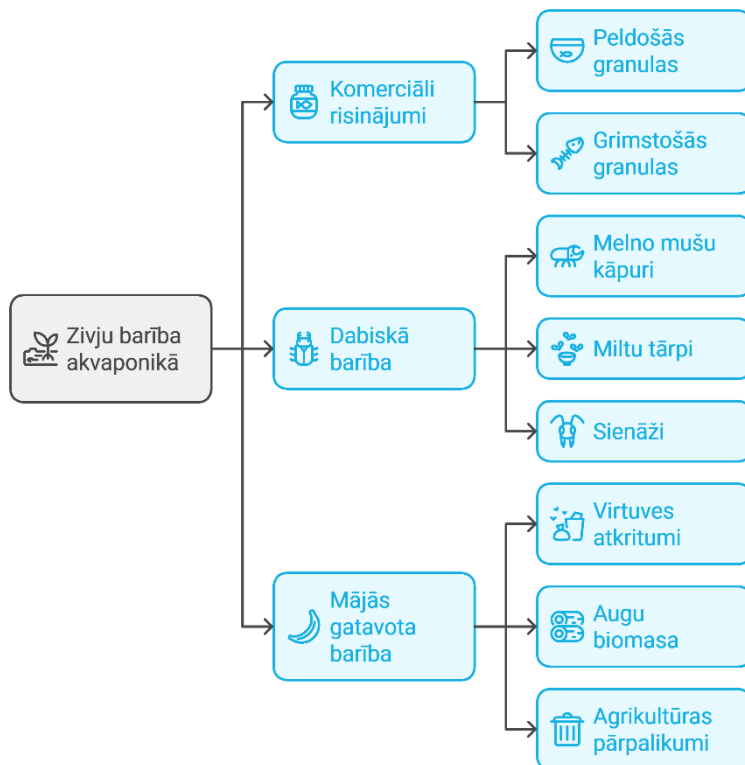 Zivju barība
akvaponikā
Komerciāli
risinājumi
Peldošās
granulas
Grimstošās
granulas
Dabiskā
barība
Melno mušu
kāpuri
Miltu tārpi
Sienāži
Mājās
gatavota
barība
Virtuves
atkritumi
Augu
biomasa
Agrikultūras
pārpalikumi